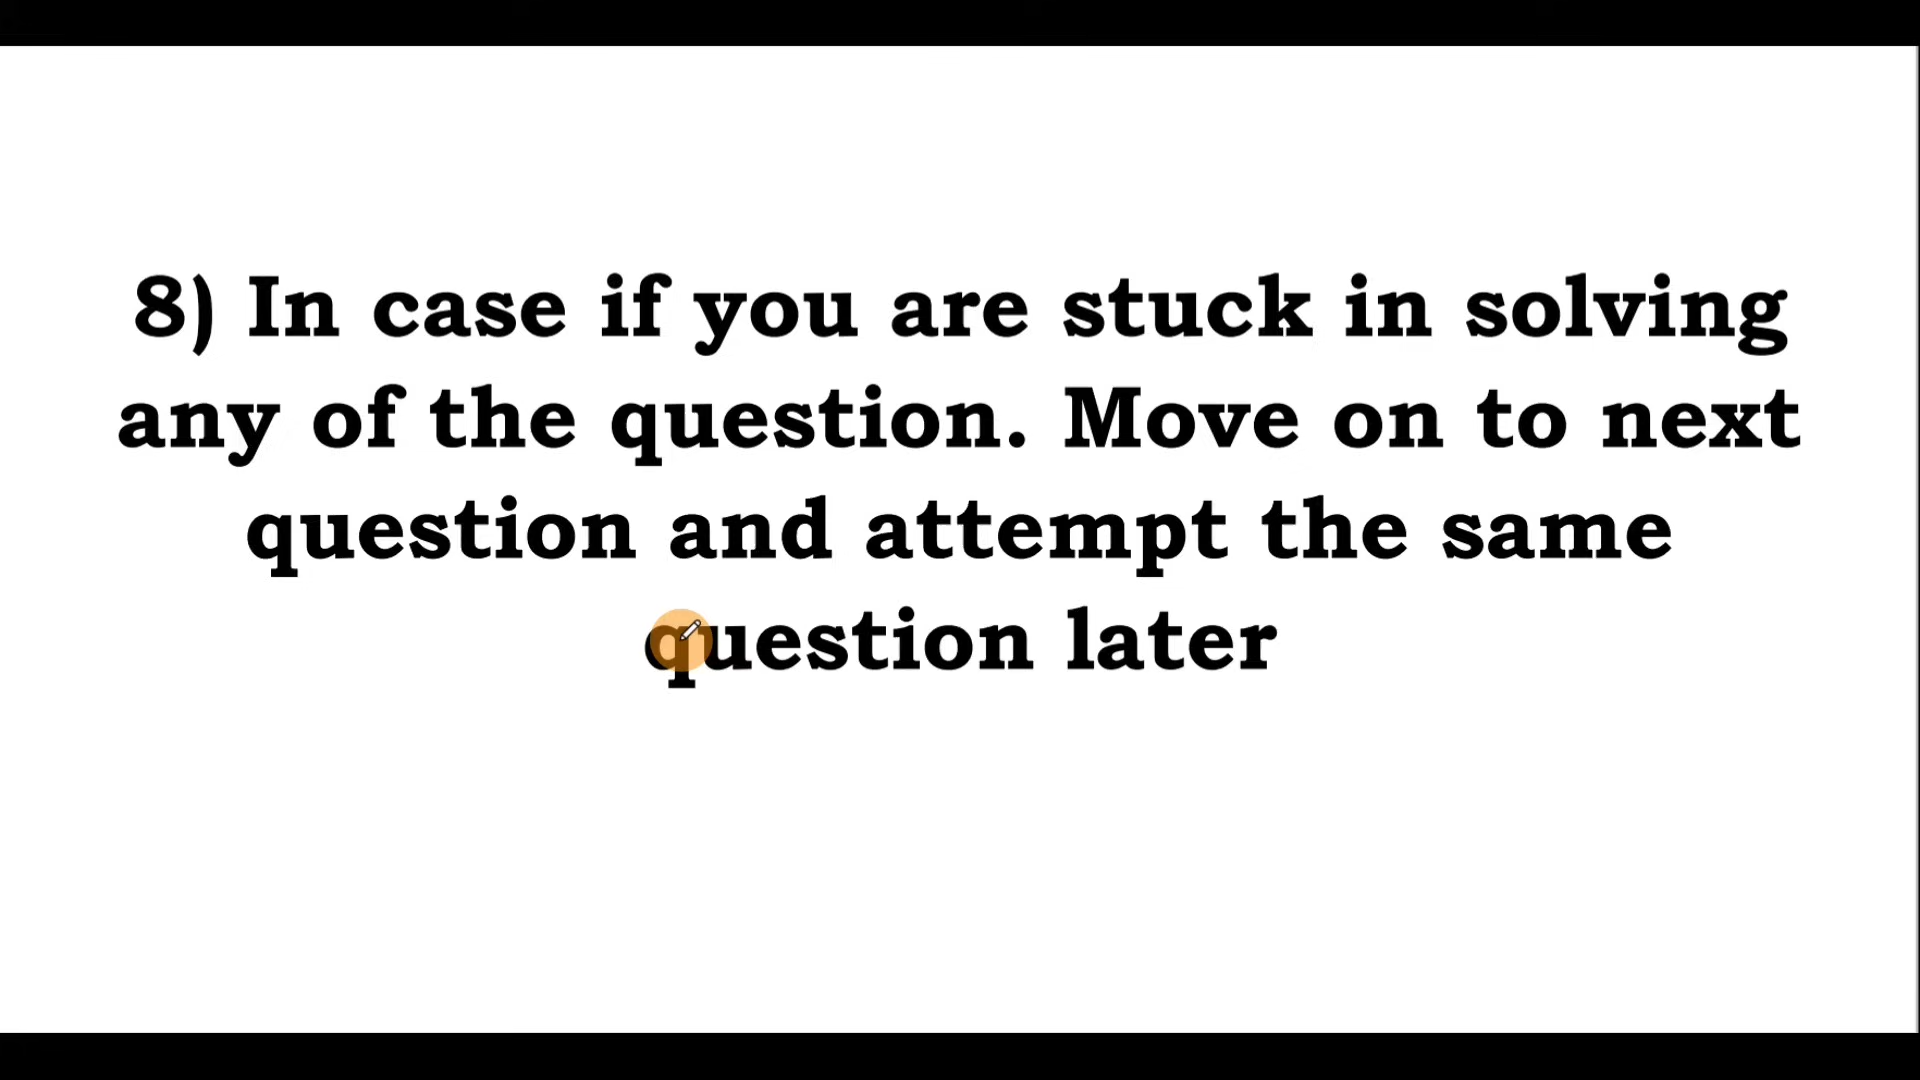 8) In case if you are stuck in solving
any of the question. Move on to next
question and attempt the same
question later